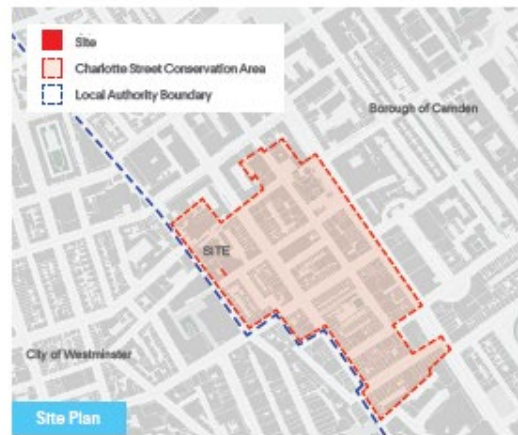 Site
Charlotte Street Conservation Area
Local Authority Boundary
Borough of Camden
SITE
City of Westminster
Site Plan